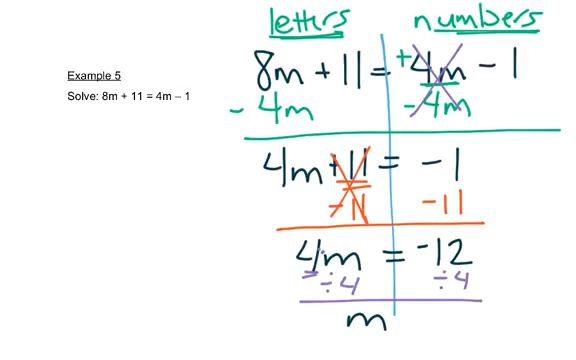 letters numbers
Example 5
Solve: 8m + 11 = 4m – 1
8m + 11 = +4m - 1
- 4m - 4m
4m + 11 = - 1
- 11 - 11
4m = -12
÷4 ÷4
m